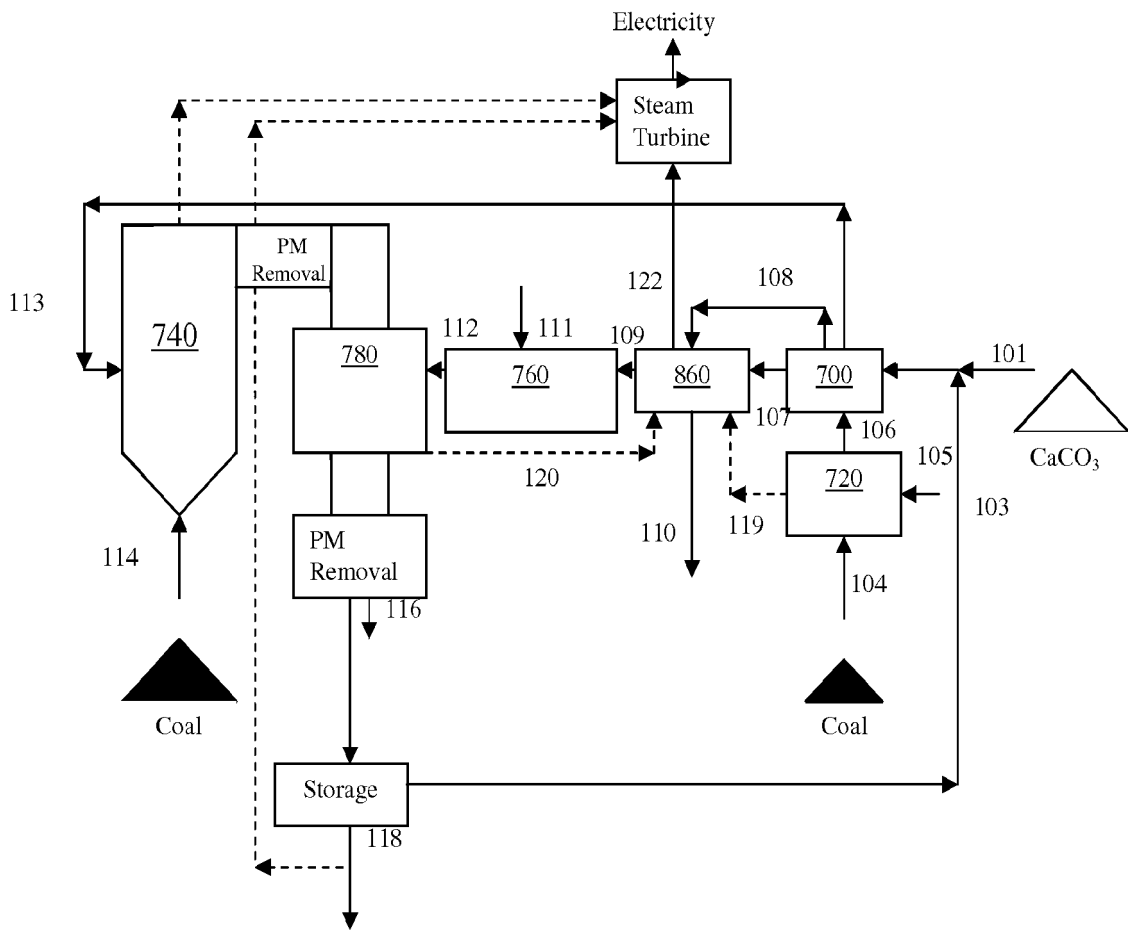 Electricity
Steam
Turbine
PM
Removal
113
740
780
112
111
109
122
108
760
860
700
101
107
106
CaCO₃
105
103
720
120
119
110
104
114
PM
Removal
116
Coal
Coal
Storage
118